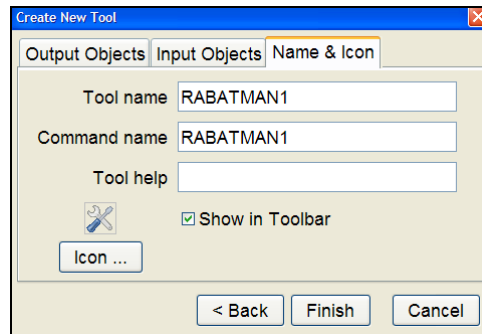 Create New Tool
Output Objects Input Objects Name & Icon
Tool name RABATMAN1
Command name RABATMAN1
Tool help
Show in Toolbar
Icon ...
< Back Finish Cancel